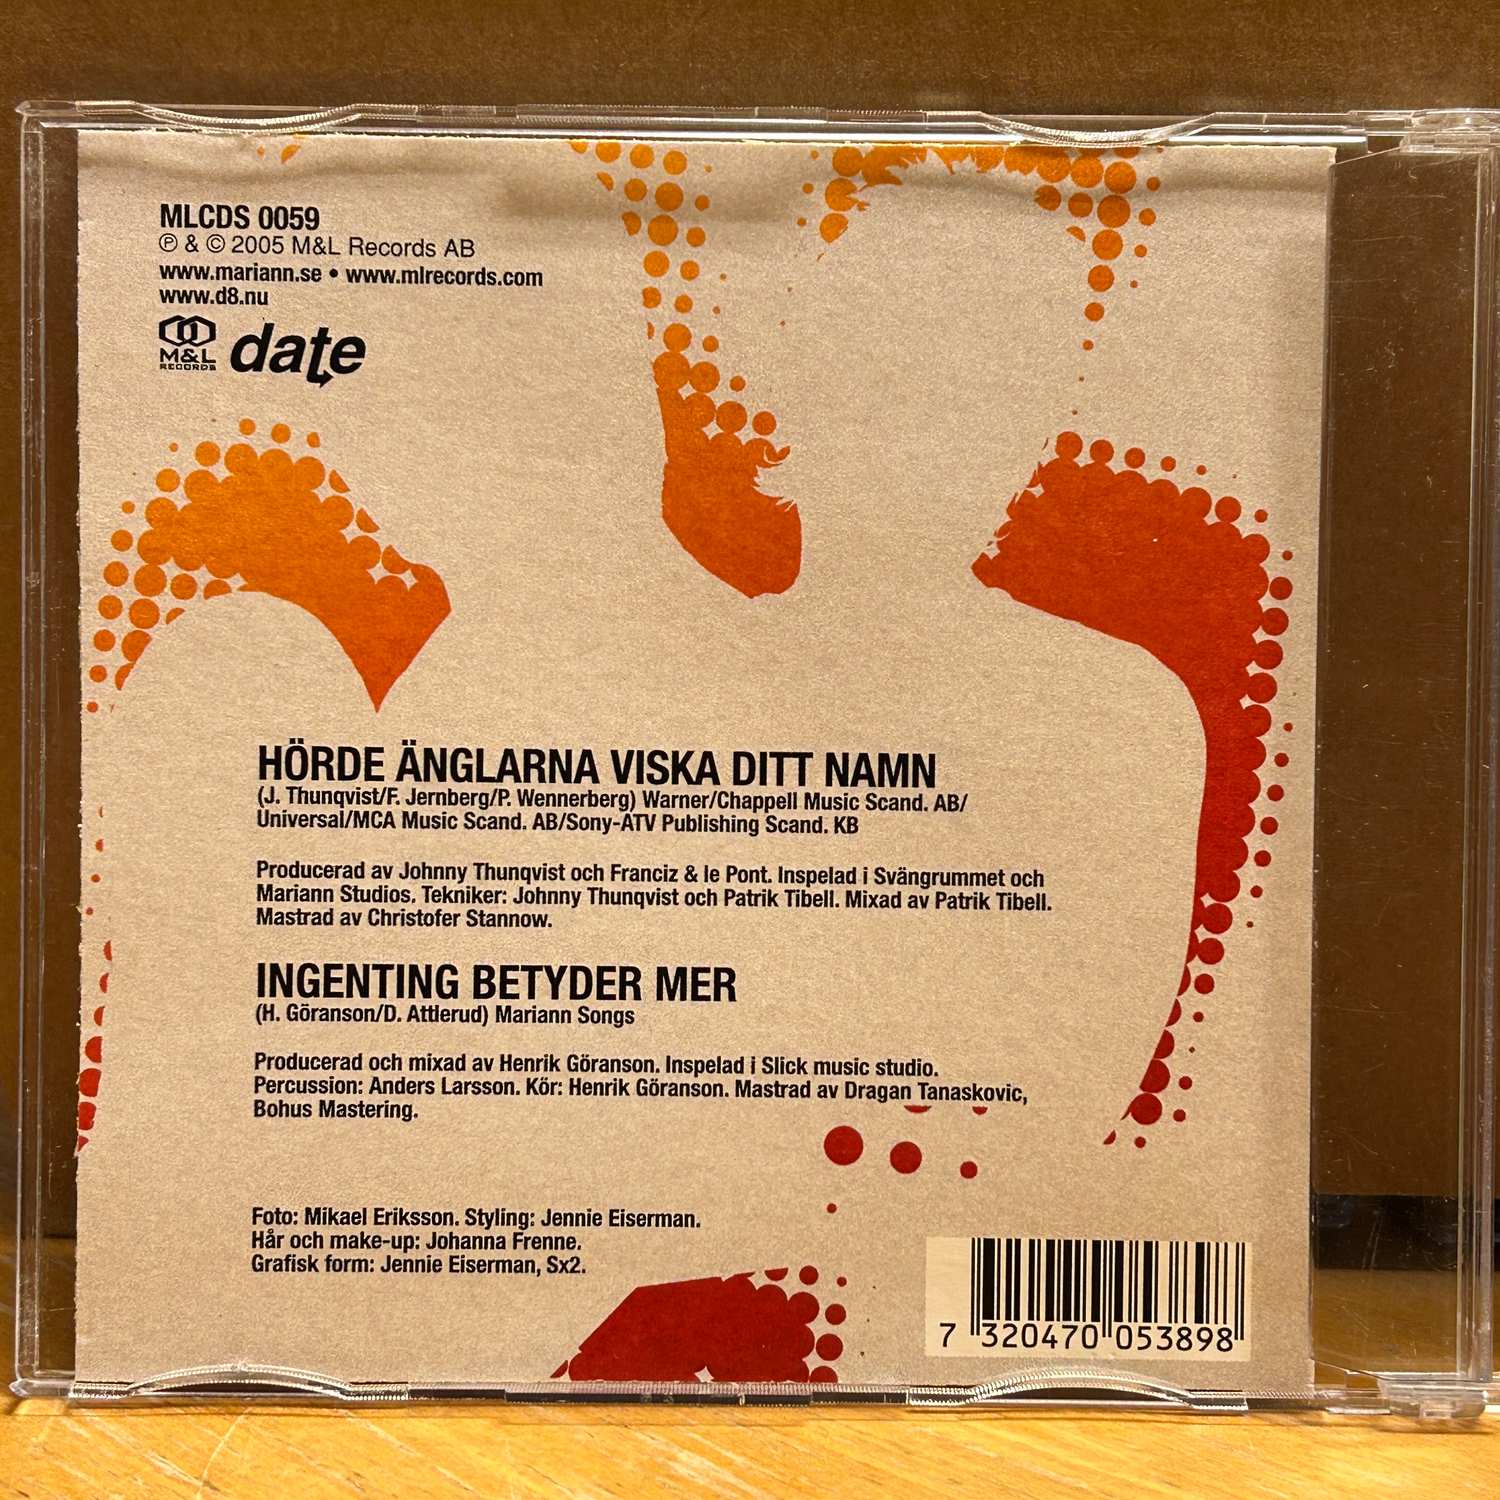 MLCDS 0059
℗ & © 2005 M&L Records AB
www.mariann.se • www.mlrecords.com
www.d8.nu
M&L
RECORDS
date
HÖRDE ÄNGLARNA VISKA DITT NAMN
(J. Thunqvist/F. Jernberg/P. Wennerberg) Warner/Chappell Music Scand. AB/
Universal/MCA Music Scand. AB/Sony-ATV Publishing Scand. KB
Producerad av Johnny Thunqvist och Franciz & le Pont. Inspelad i Svängrummet och
Mariann Studios. Tekniker: Johnny Thunqvist och Patrik Tibell. Mixad av Patrik Tibell.
Mastrad av Christofer Stannow.
INGENTING BETYDER MER
(H. Göranson/D. Attlerud) Mariann Songs
Producerad och mixad av Henrik Göranson. Inspelad i Slick music studio.
Percussion: Anders Larsson. Kör: Henrik Göranson. Mastrad av Dragan Tanaskovic,
Bohus Mastering.
Foto: Mikael Eriksson. Styling: Jennie Eiserman.
Hår och make-up: Johanna Frenne.
Grafisk form: Jennie Eiserman, Sx2.
7 320470 053898